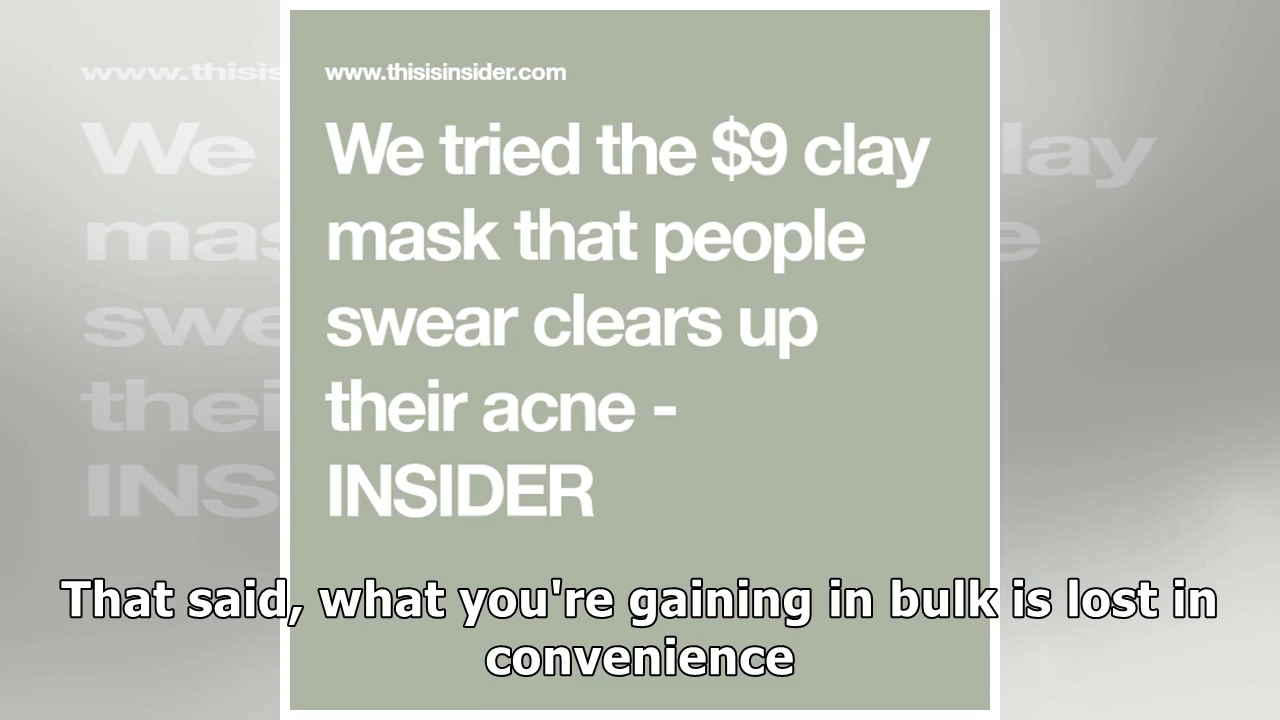 www.thisisinsider.com
We tried the $9 clay
mask that people
swear clears up
their acne -
INSIDER
That said, what you're gaining in bulk is lost in
convenience